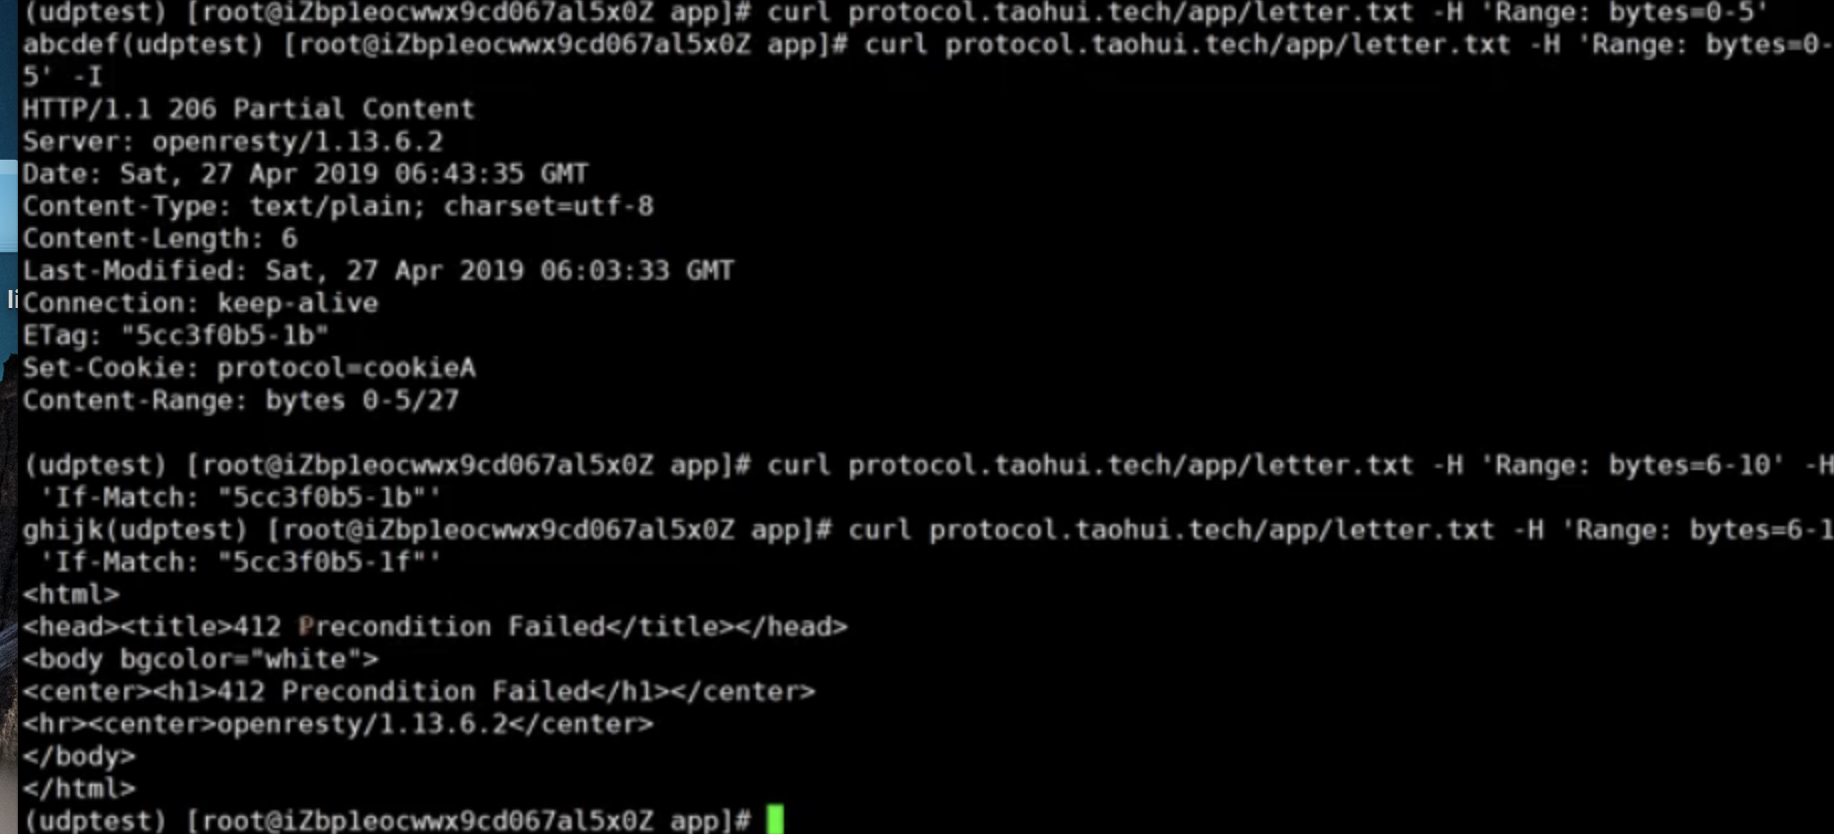 (udptest) [root@iZbp1eocwwx9cd067al5x0Z app]# curl protocol.taohui.tech/app/letter.txt -H 'Range: bytes=0-5'
abcdef(udptest) [root@iZbp1eocwwx9cd067al5x0Z app]# curl protocol.taohui.tech/app/letter.txt -H 'Range: bytes=0-
5' -I
HTTP/1.1 206 Partial Content
Server: openresty/1.13.6.2
Date: Sat, 27 Apr 2019 06:43:35 GMT
Content-Type: text/plain; charset=utf-8
Content-Length: 6
Last-Modified: Sat, 27 Apr 2019 06:03:33 GMT
li
Connection: keep-alive
ETag: "5cc3f0b5-1b"
Set-Cookie: protocol=cookieA
Content-Range: bytes 0-5/27
(udptest) [root@iZbp1eocwwx9cd067al5x0Z app]# curl protocol.taohui.tech/app/letter.txt -H 'Range: bytes=6-10' -H
'If-Match: "5cc3f0b5-1b"'
ghijk(udptest) [root@iZbp1eocwwx9cd067al5x0Z app]# curl protocol.taohui.tech/app/letter.txt -H 'Range: bytes=6-1
'If-Match: "5cc3f0b5-1f"'
<html>
<head><title>412 Precondition Failed</title></head>
<body bgcolor="white">
<center><h1>412 Precondition Failed</h1></center>
<hr><center>openresty/1.13.6.2</center>
</body>
</html>
(udptest) [root@iZbp1eocwwx9cd067al5x0Z app]#